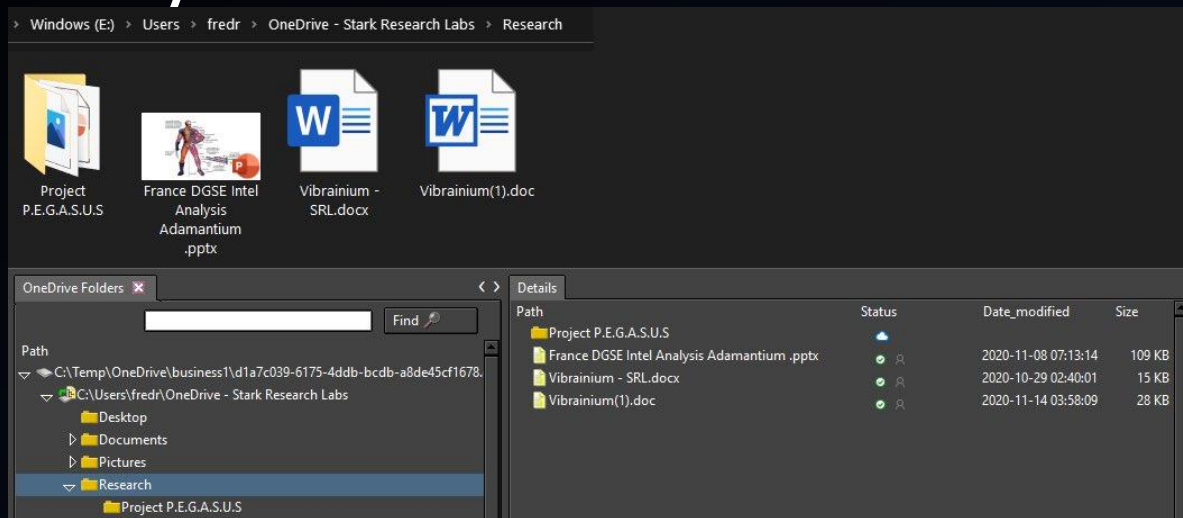 > Windows (E:) > Users > fredr > OneDrive - Stark Research Labs > Research
Project
P.E.G.A.S.U.S
France DGSE Intel
Analysis
Adamantium
.pptx
Vibrainium -
SRL.docx
Vibrainium(1).doc
OneDrive Folders
Find
Path
C:\Temp\OneDrive\business1\d1a7c039-6175-4ddb-bcdb-a8de45cf1678.
C:\Users\fredr\OneDrive - Stark Research Labs
Desktop
Documents
Pictures
Research
Project P.E.G.A.S.U.S
Details
Path Status Date_modified Size
Project P.E.G.A.S.U.S
France DGSE Intel Analysis Adamantium .pptx 2020-11-08 07:13:14 109 KB
Vibrainium - SRL.docx 2020-10-29 02:40:01 15 KB
Vibrainium(1).doc 2020-11-14 03:58:09 28 KB